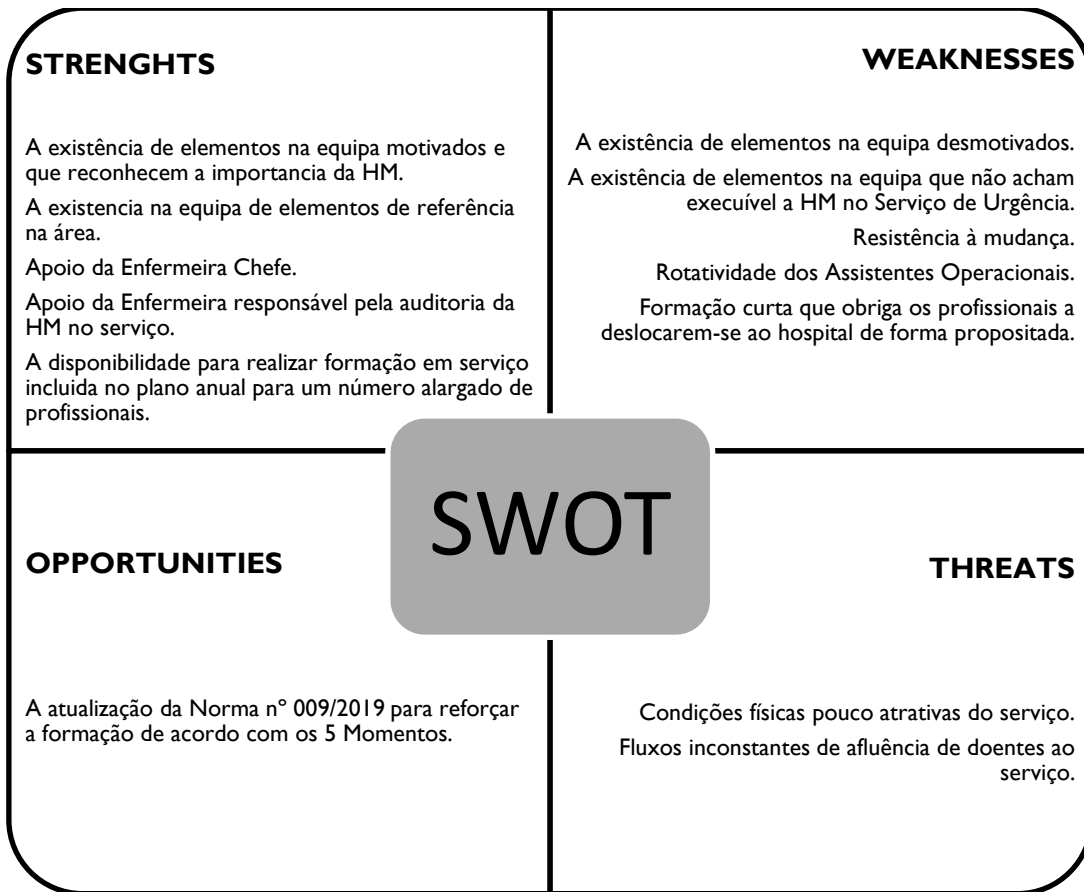 STRENGHTS
A existência de elementos na equipa motivados e
que reconhecem a importancia da HM.
A existencia na equipa de elementos de referência
na área.
Apoio da Enfermeira Chefe.
Apoio da Enfermeira responsável pela auditoria da
HM no serviço.
A disponibilidade para realizar formação em serviço
incluida no plano anual para um número alargado de
profissionais.
WEAKNESSES
A existência de elementos na equipa desmotivados.
A existência de elementos na equipa que não acham
execuível a HM no Serviço de Urgência.
Resistência à mudança.
Rotatividade dos Assistentes Operacionais.
Formação curta que obriga os profissionais a
deslocarem-se ao hospital de forma propositada.
SWOT
OPPORTUNITIES
A atualização da Norma nº 009/2019 para reforçar
a formação de acordo com os 5 Momentos.
THREATS
Condições físicas pouco atrativas do serviço.
Fluxos inconstantes de afluência de doentes ao
serviço.